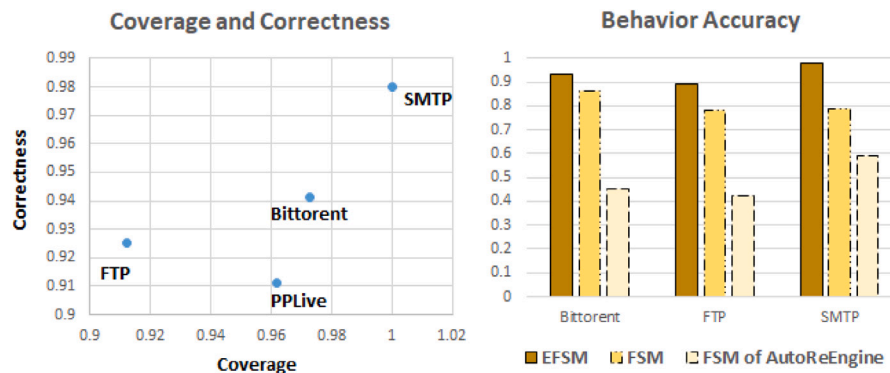 Coverage and Correctness
0.99
0.98
0.97
0.96
0.95
0.94
0.93
0.92
0.91
0.9
Correctness
SMTP
Bittorent
FTP
PPLive
0.9 0.92 0.94 0.96 0.98 1 1.02
Coverage
Behavior Accuracy
1
0.9
0.8
0.7
0.6
0.5
0.4
0.3
0.2
0.1
0
Bittorent FTP SMTP
EFSM FSM FSM of AutoReEngine